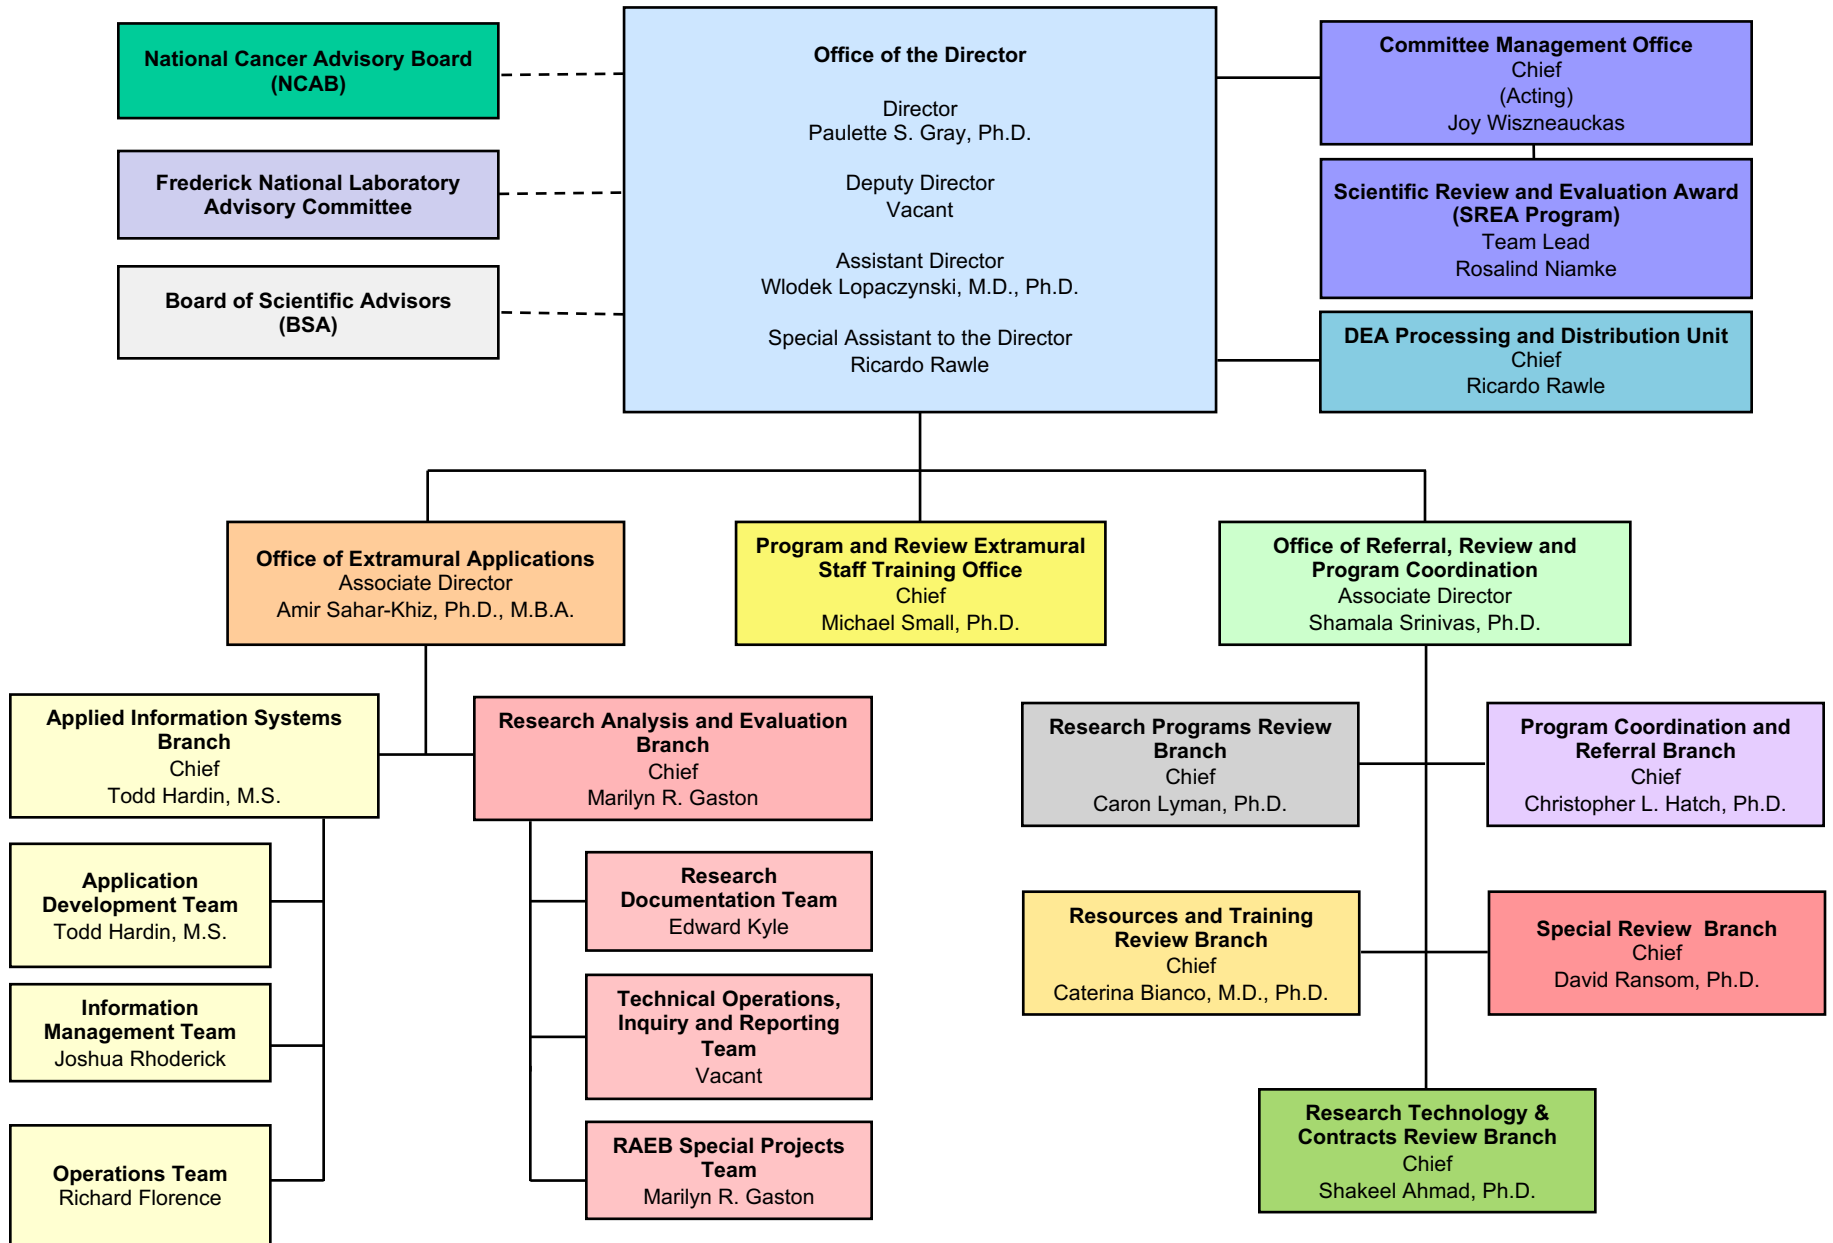 National Cancer Advisory Board
(NCAB)
Frederick National Laboratory
Advisory Committee
Board of Scientific Advisors
(BSA)
Office of the Director
Director
Paulette S. Gray, Ph.D.
Deputy Director
Vacant
Assistant Director
Wlodek Lopaczynski, M.D., Ph.D.
Special Assistant to the Director
Ricardo Rawle
Committee Management Office
Chief
(Acting)
Joy Wiszneauckas
Scientific Review and Evaluation Award
(SREA Program)
Team Lead
Rosalind Niamke
DEA Processing and Distribution Unit
Chief
Ricardo Rawle
Office of Extramural Applications
Associate Director
Amir Sahar-Khiz, Ph.D., M.B.A.
Program and Review Extramural
Staff Training Office
Chief
Michael Small, Ph.D.
Office of Referral, Review and
Program Coordination
Associate Director
Shamala Srinivas, Ph.D.
Applied Information Systems
Branch
Chief
Todd Hardin, M.S.
Application
Development Team
Todd Hardin, M.S.
Information
Management Team
Joshua Rhoderick
Operations Team
Richard Florence
Research Analysis and Evaluation
Branch
Chief
Marilyn R. Gaston
Research
Documentation Team
Edward Kyle
Technical Operations,
Inquiry and Reporting
Team
Vacant
RAEB Special Projects
Team
Marilyn R. Gaston
Research Programs Review
Branch
Chief
Caron Lyman, Ph.D.
Program Coordination and
Referral Branch
Chief
Christopher L. Hatch, Ph.D.
Resources and Training
Review Branch
Chief
Caterina Bianco, M.D., Ph.D.
Special Review Branch
Chief
David Ransom, Ph.D.
Research Technology &
Contracts Review Branch
Chief
Shakeel Ahmad, Ph.D.